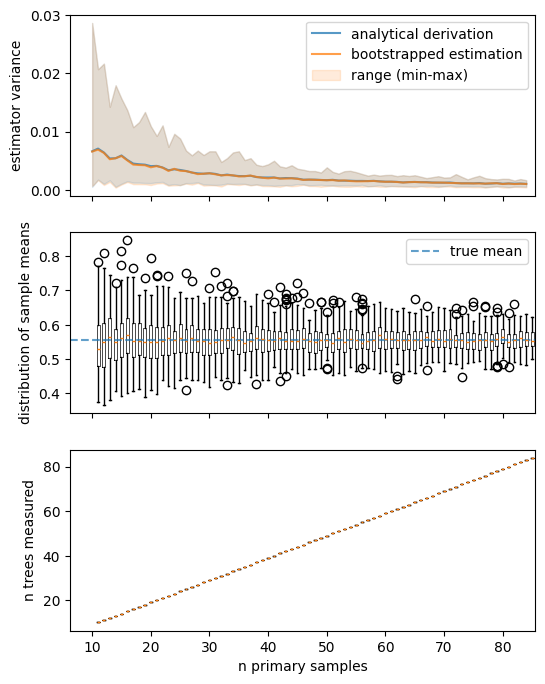 0.03
0.02
0.01
0.00
estimator variance
analytical derivation
bootstrapped estimation
range (min-max)
0.8
0.7
0.6
0.5
0.4
distribution of sample means
true mean
80
60
40
20
n trees measured
10 20 30 40 50 60 70 80
n primary samples